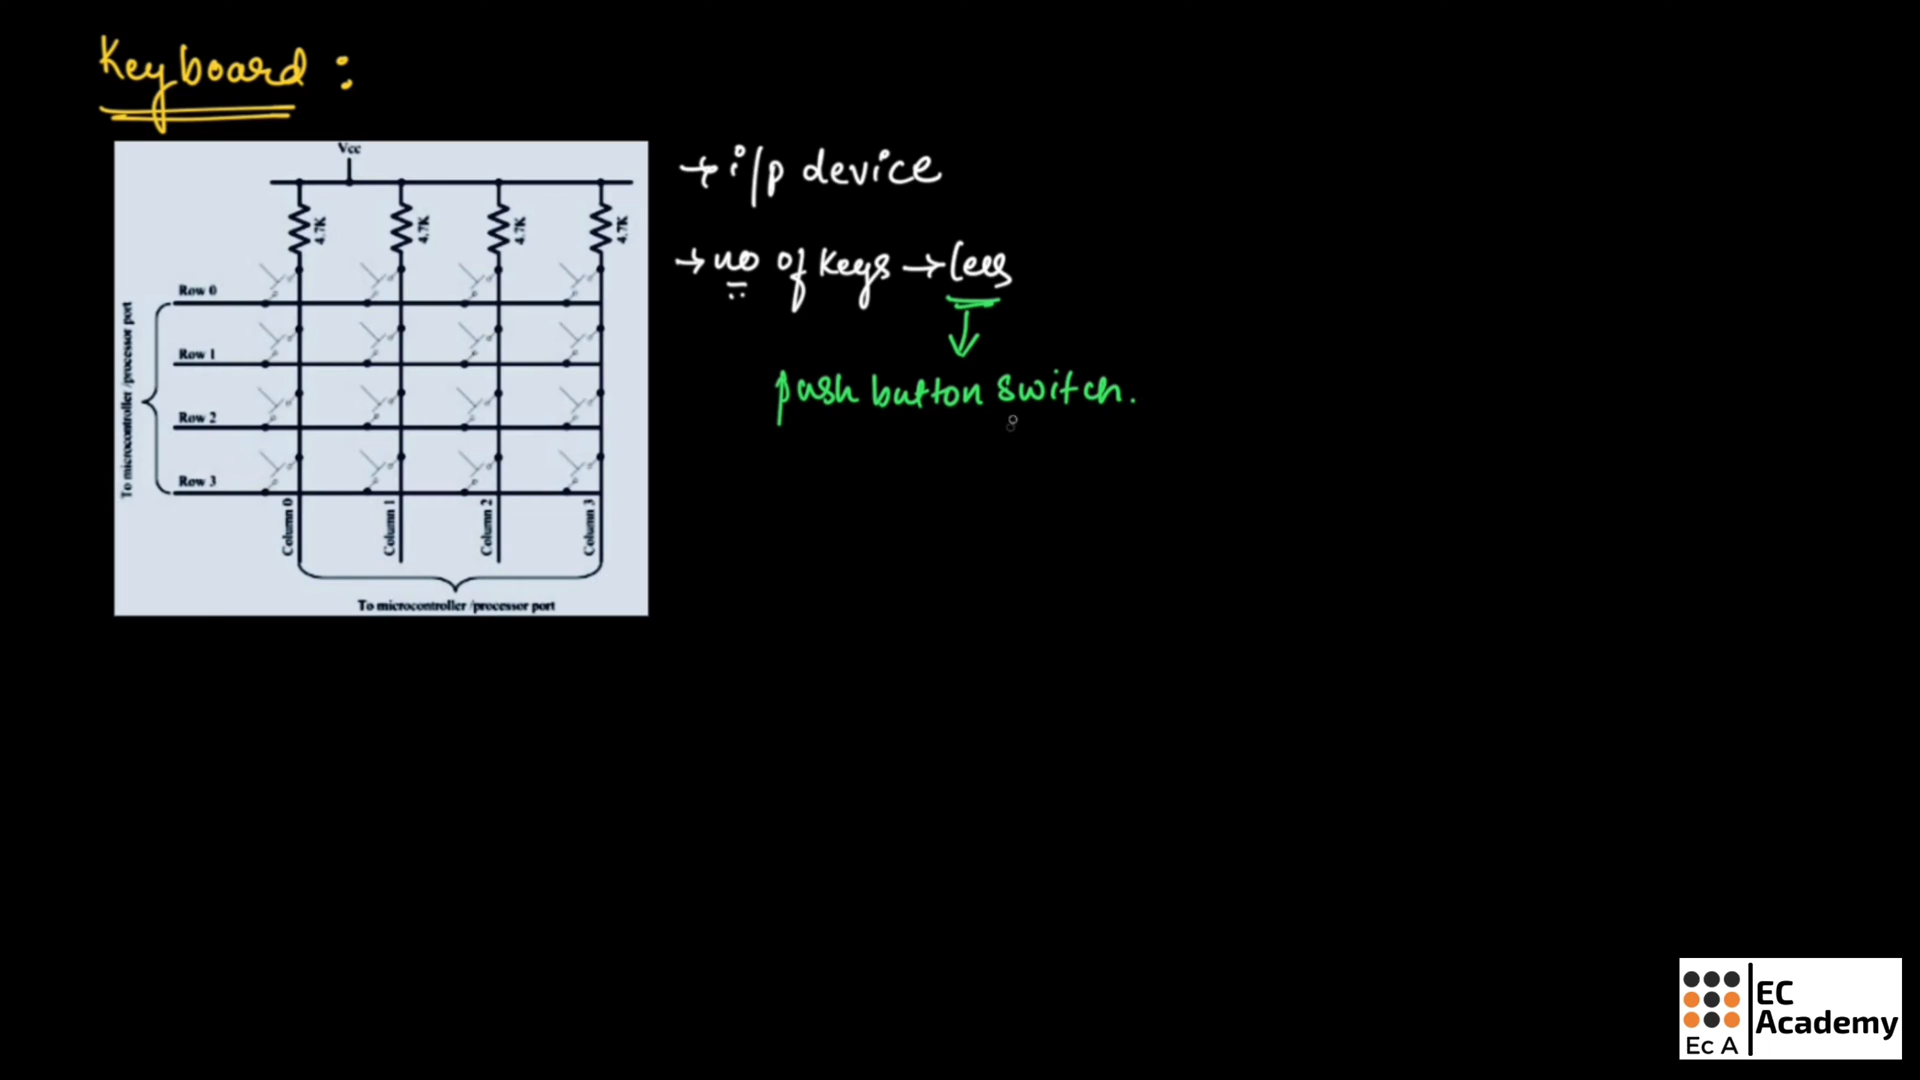 Keyboard :
Vcc
4.7K
4.7K
4.7K
4.7K
Row 0
Row 1
Row 2
Row 3
To microcontroller /processor port
Column 0
Column 1
Column 2
Column 3
To microcontroller /processor port
→ i/p device
→ no of keys → less
push button switch.
EC
Academy
Ec A